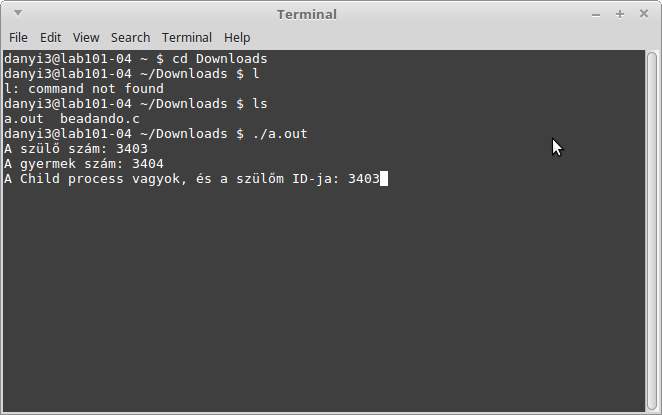 Terminal
File Edit View Search Terminal Help
danyi3@lab101-04 ~ $ cd Downloads
danyi3@lab101-04 ~/Downloads $ l
l: command not found
danyi3@lab101-04 ~/Downloads $ ls
a.out  beadando.c
danyi3@lab101-04 ~/Downloads $ ./a.out
A szülő szám: 3403
A gyermek szám: 3404
A Child process vagyok, és a szülőm ID-ja: 3403